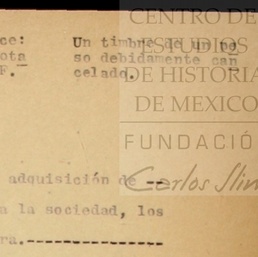 CENTRO DE
ESTUDIOS
DE HISTORIA
DE MEXICO
FUNDACIÓ
Carlos Slim
ce: Un timbre de un pe
ota so debidamente can
F. celado.
adquisición de --
a la sociedad, los
ra.----------------